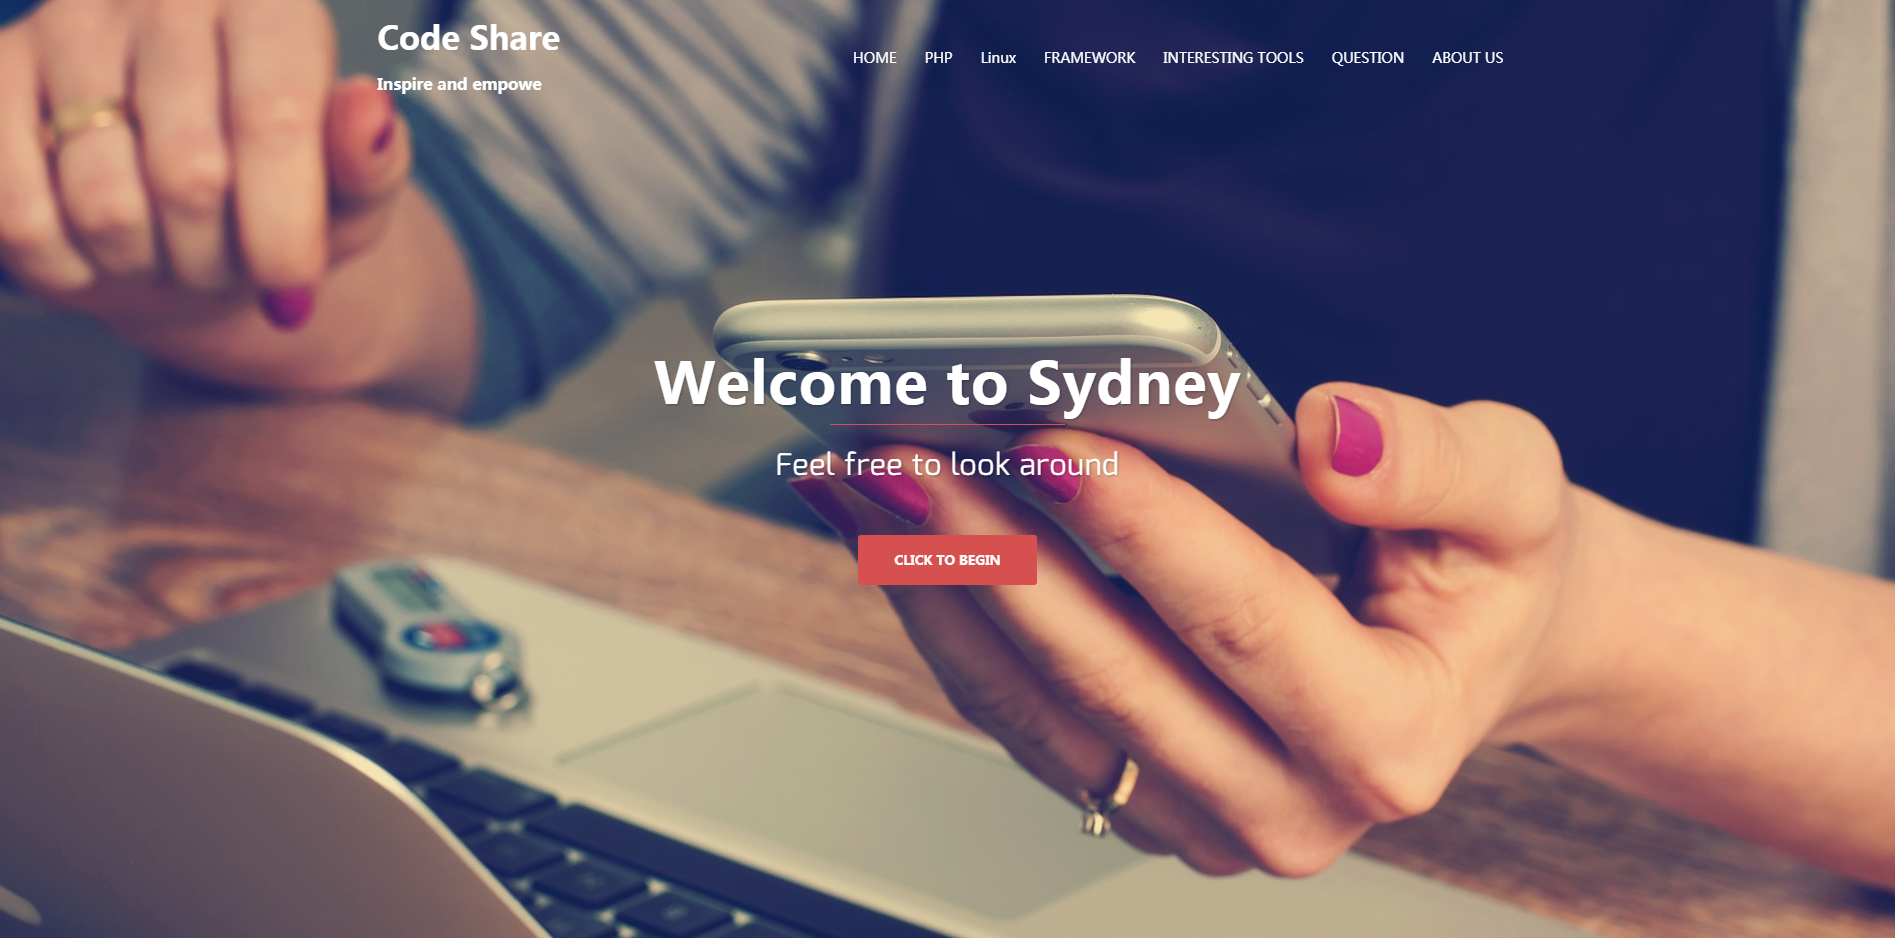 Code Share
Inspire and empowe
HOME PHP Linux FRAMEWORK INTERESTING TOOLS QUESTION ABOUT US
Welcome to Sydney
Feel free to look around
CLICK TO BEGIN